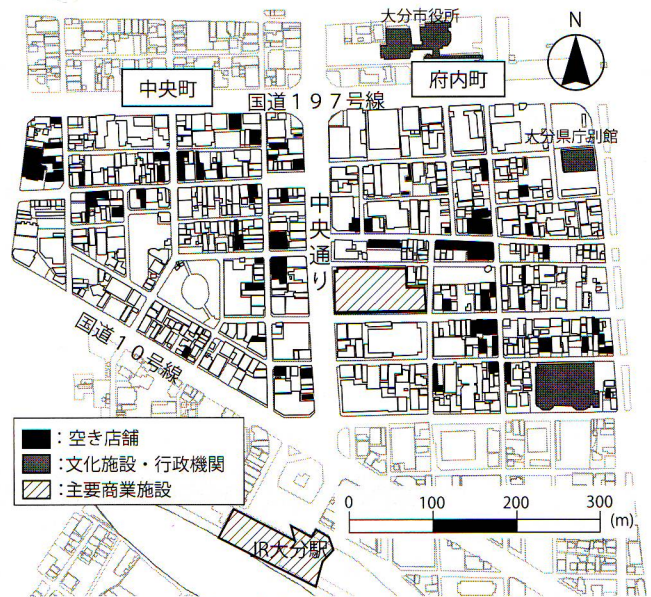 大分市役所
N
中央町
府内町
国道197号線
大分県庁別館
中央通り
国道10号線
：空き店舗
：文化施設・行政機関
：主要商業施設
0 100 200 300
(m)
JR大分駅